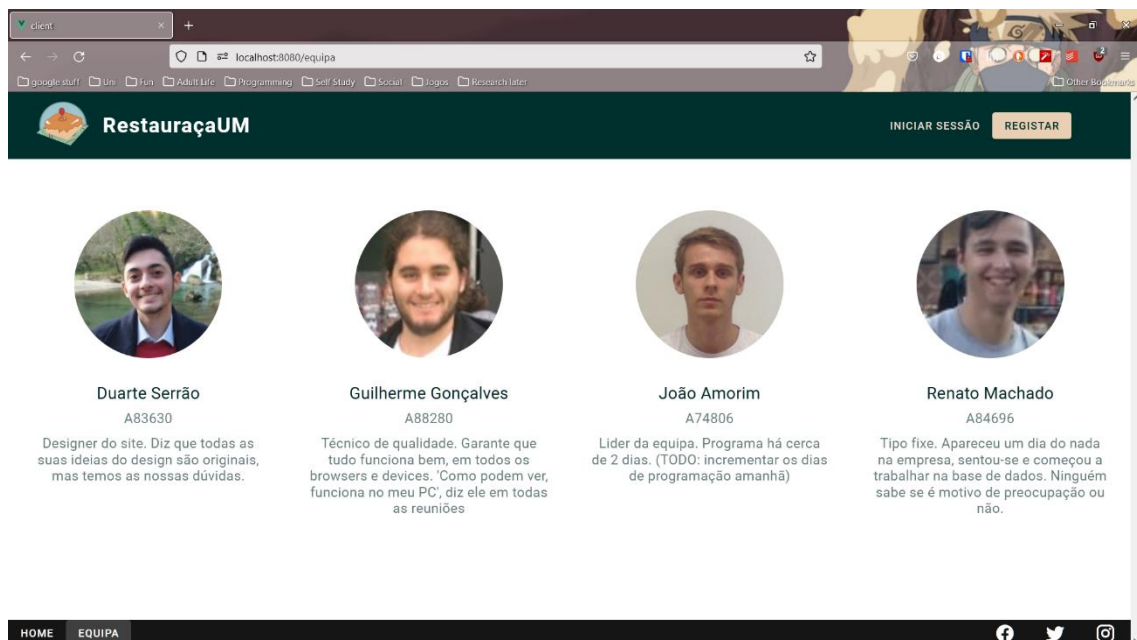 client
localhost:8080/equipa
google stuff Uni Fun Adult Life Programming Self Study Social Jogos Research later Other Bookmarks
RestauraçaUM
INICIAR SESSÃO REGISTAR
Duarte Serrão
A83630
Designer do site. Diz que todas as
suas ideias do design são originais,
mas temos as nossas dúvidas.
Guilherme Gonçalves
A88280
Técnico de qualidade. Garante que
tudo funciona bem, em todos os
browsers e devices. 'Como podem ver,
funciona no meu PC', diz ele em todas
as reuniões
João Amorim
A74806
Lider da equipa. Programa há cerca
de 2 dias. (TODO: incrementar os dias
de programação amanhã)
Renato Machado
A84696
Tipo fixe. Apareceu um dia do nada
na empresa, sentou-se e começou a
trabalhar na base de dados. Ninguém
sabe se é motivo de preocupação ou
não.
HOME EQUIPA